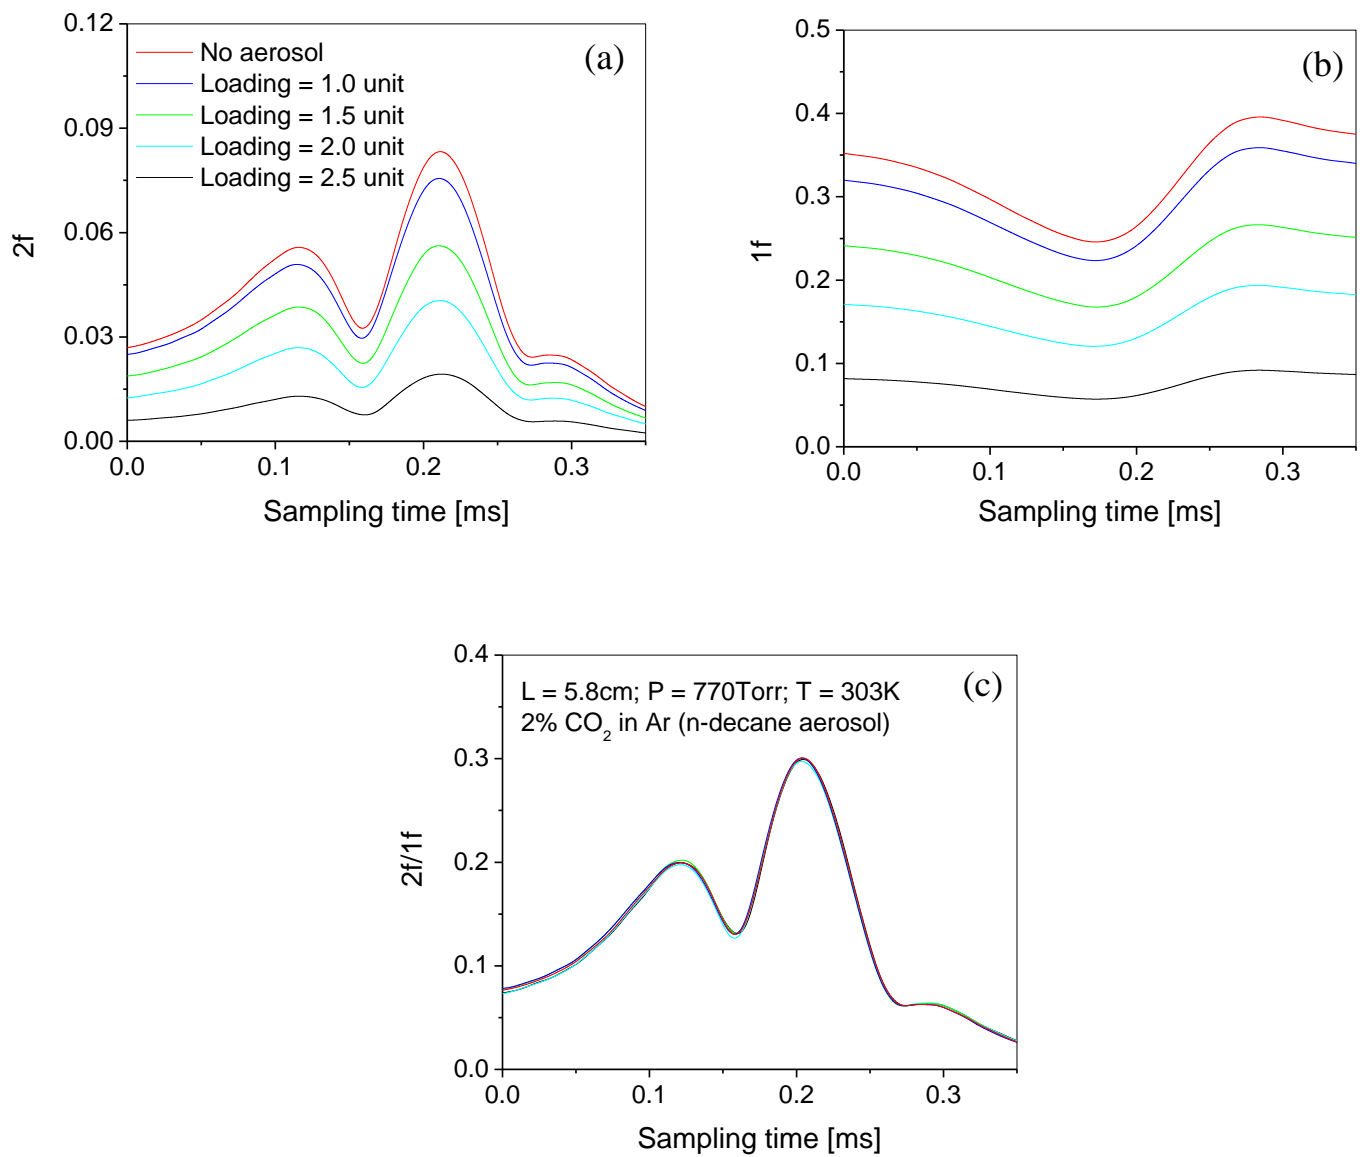 0.12
0.09
0.06
0.03
0.00
2f
No aerosol
Loading = 1.0 unit
Loading = 1.5 unit
Loading = 2.0 unit
Loading = 2.5 unit
(a)
0.0 0.1 0.2 0.3
Sampling time [ms]
0.5
0.4
0.3
0.2
0.1
0.0
1f
(b)
0.0 0.1 0.2 0.3
Sampling time [ms]
0.4
0.3
0.2
0.1
0.0
2f/1f
L = 5.8cm; P = 770Torr; T = 303K
2% CO2 in Ar (n-decane aerosol)
(c)
0.0 0.1 0.2 0.3
Sampling time [ms]